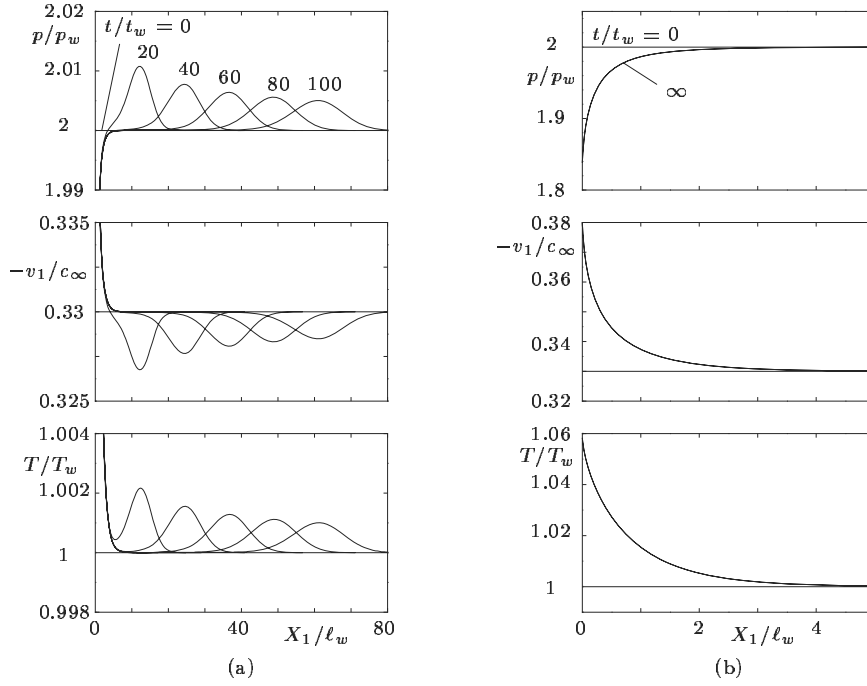 2.02
p/p_w
t/t_w = 0
20
40
60
80
100
2.01
2
1.99
0.335
−v_1/c_∞
0.33
0.325
1.004
T/T_w
1.002
1
0.998
0
40
X_1/ℓ_w
80
(a)
t/t_w = 0
2
p/p_w
∞
1.9
1.8
0.38
−v_1/c_∞
0.36
0.34
0.32
1.06
T/T_w
1.04
1.02
1
0
2
X_1/ℓ_w
4
(b)